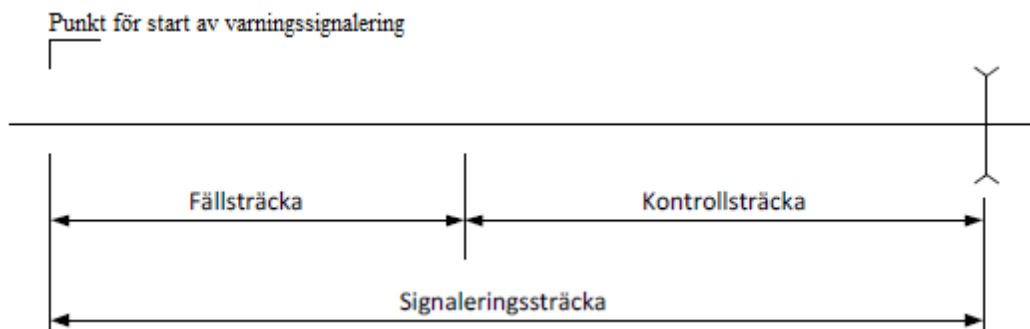 Punkt för start av varningssignalering
Fällsträcka
Kontrollsträcka
Signaleringssträcka